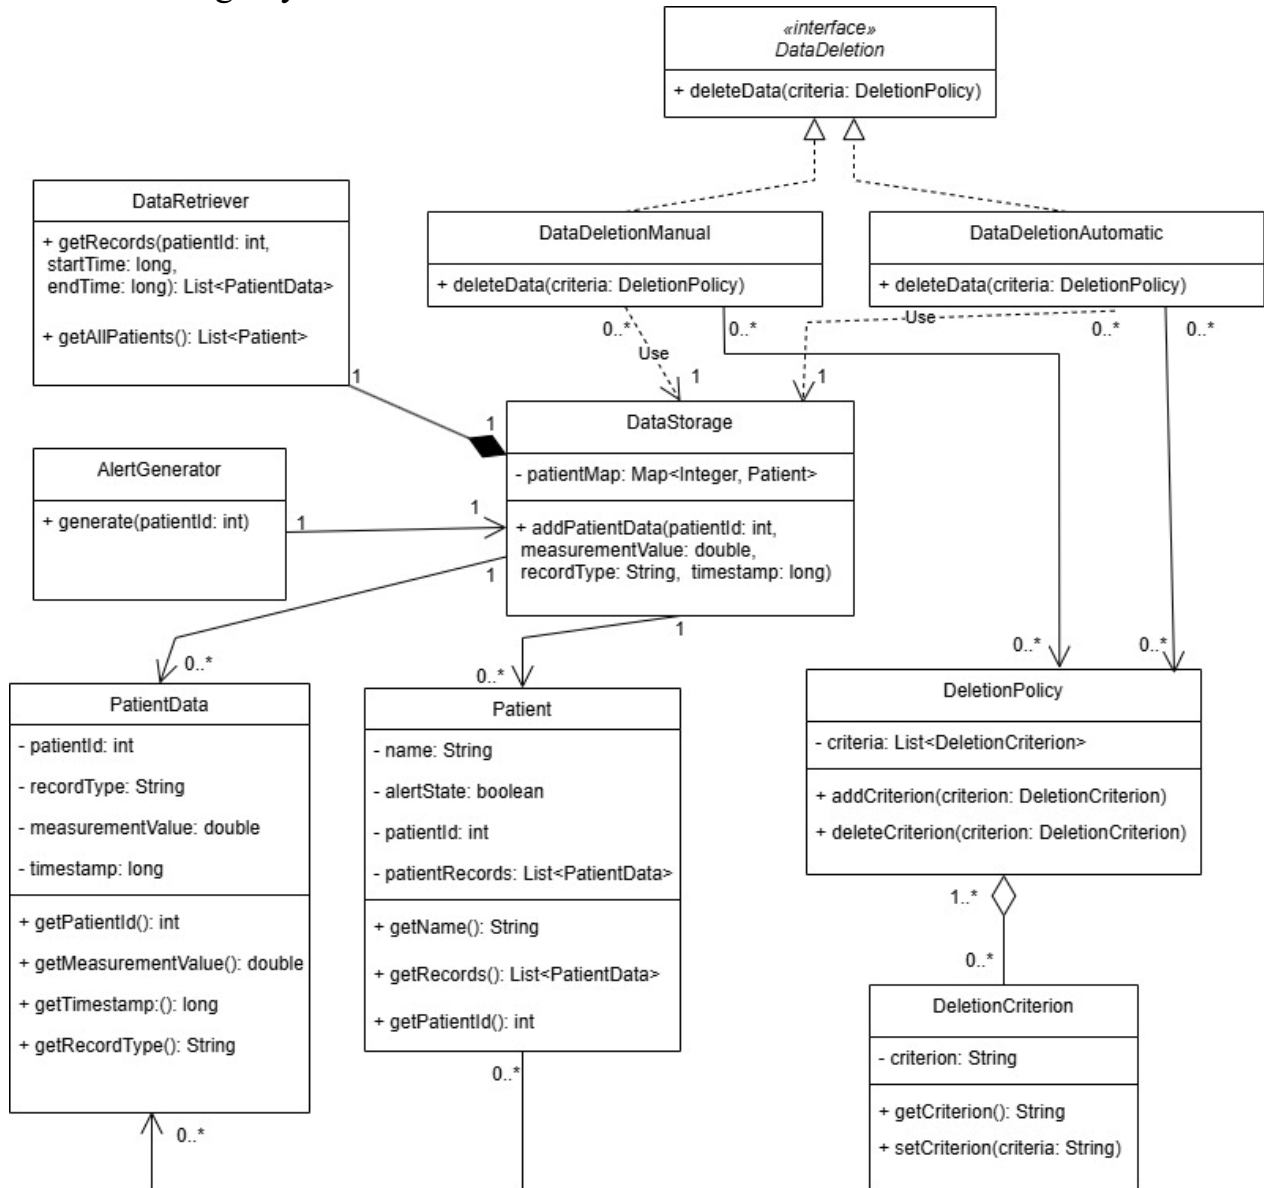 «interface»
DataDeletion
+ deleteData(criteria: DeletionPolicy)
DataRetriever
+ getRecords(patientId: int,
startTime: long,
endTime: long): List<PatientData>
+ getAllPatients(): List<Patient>
1
DataDeletionManual
+ deleteData(criteria: DeletionPolicy)
0..*
0..*
Use
1
DataDeletionAutomatic
+ deleteData(criteria: DeletionPolicy)
Use
0..*
0..*
1
AlertGenerator
+ generate(patientId: int)
1
1
1
DataStorage
- patientMap: Map<Integer, Patient>
+ addPatientData(patientId: int,
measurementValue: double,
recordType: String, timestamp: long)
1
1
0..*
0..*
0..*
0..*
PatientData
- patientId: int
- recordType: String
- measurementValue: double
- timestamp: long
+ getPatientId(): int
+ getMeasurementValue(): double
+ getTimestamp:(): long
+ getRecordType(): String
0..*
Patient
- name: String
- alertState: boolean
- patientId: int
- patientRecords: List<PatientData>
+ getName(): String
+ getRecords(): List<PatientData>
+ getPatientId(): int
0..*
DeletionPolicy
- criteria: List<DeletionCriterion>
+ addCriterion(criterion: DeletionCriterion)
+ deleteCriterion(criterion: DeletionCriterion)
1..*
0..*
DeletionCriterion
- criterion: String
+ getCriterion(): String
+ setCriterion(criteria: String)